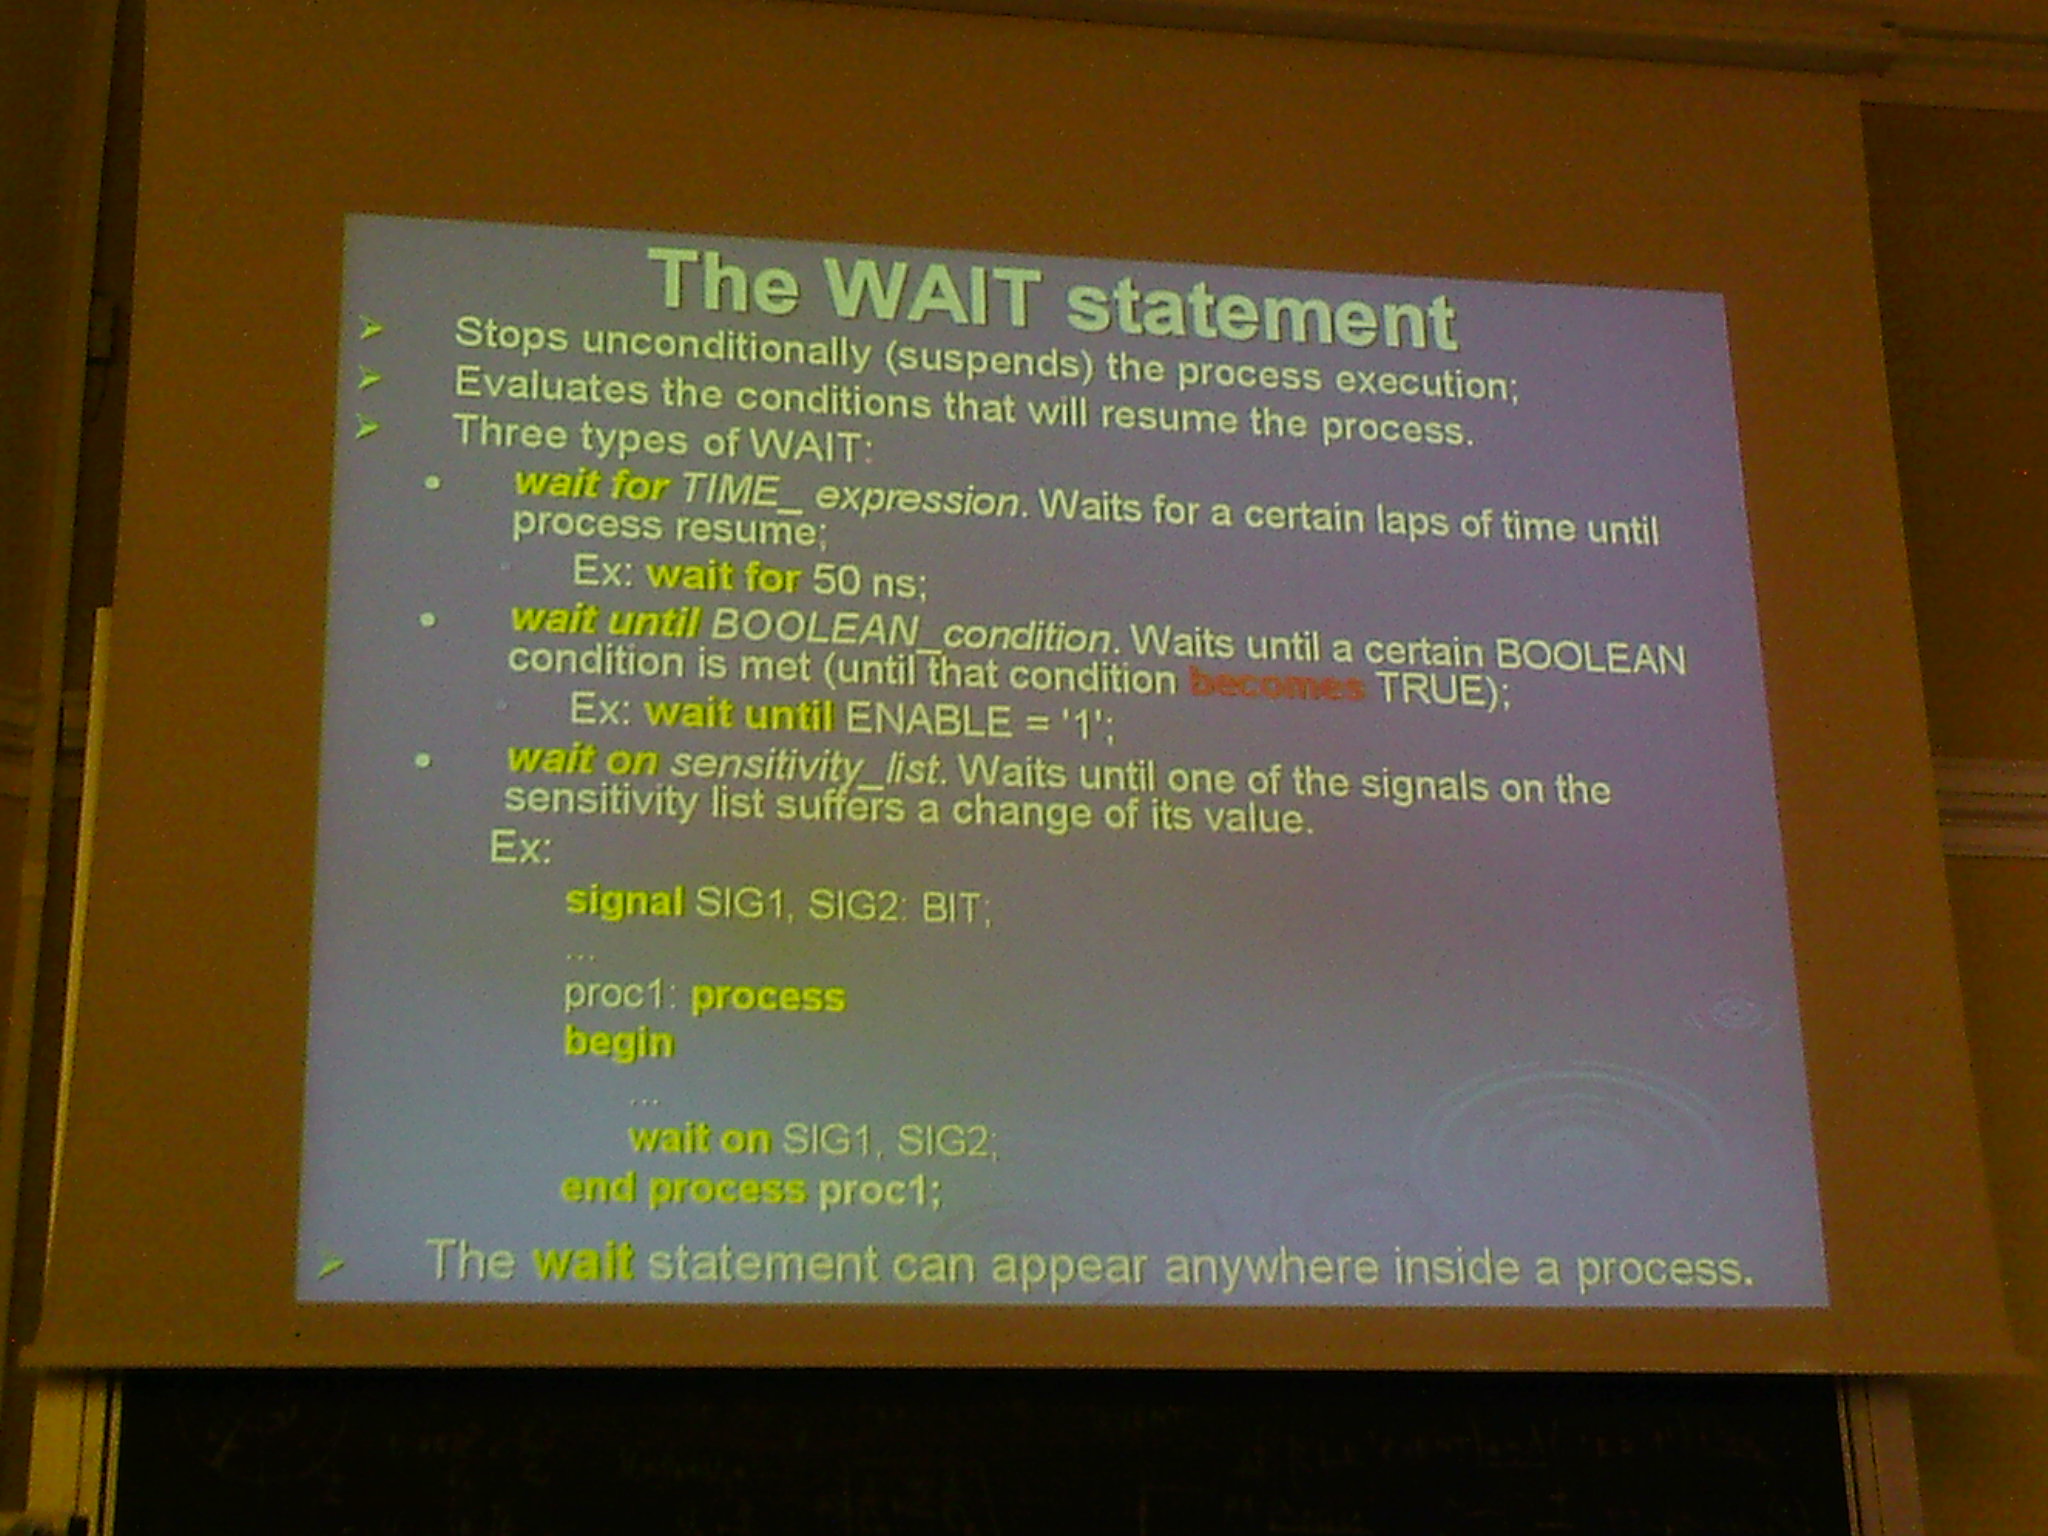 The WAIT statement
Stops unconditionally (suspends) the process execution;
Evaluates the conditions that will resume the process.
Three types of WAIT:
wait for TIME_ expression. Waits for a certain laps of time until
process resume;
Ex: wait for 50 ns;
wait until BOOLEAN_condition. Waits until a certain BOOLEAN
condition is met (until that condition becomes TRUE);
Ex: wait until ENABLE = '1';
wait on sensitivity_list. Waits until one of the signals on the
sensitivity list suffers a change of its value.
Ex:
signal SIG1, SIG2: BIT;
...
proc1: process
begin
...
wait on SIG1, SIG2;
end process proc1;
The wait statement can appear anywhere inside a process.